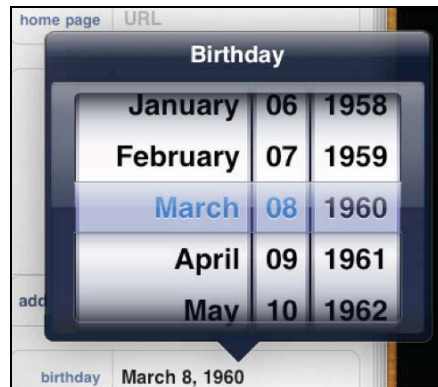 home page URL
Birthday
January 06 1958
February 07 1959
March 08 1960
April 09 1961
May 10 1962
add
birthday March 8, 1960